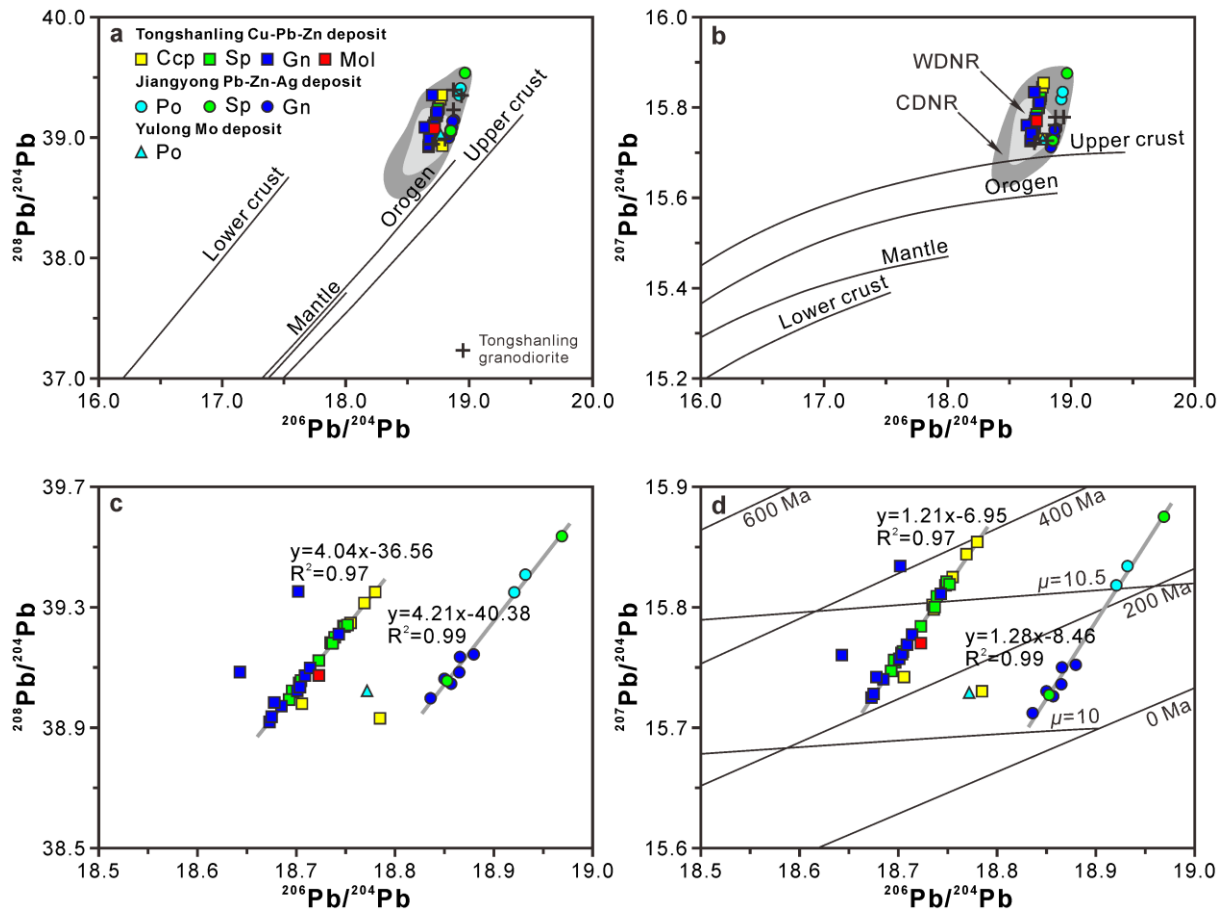 a
Tongshanling Cu-Pb-Zn deposit
Ccp Sp Gn Mol
Jiangyong Pb-Zn-Ag deposit
Po Sp Gn
Yulong Mo deposit
Po
Lower crust
Mantle
Orogen
Upper crust
Tongshanling
granodiorite
40.0
39.0
38.0
37.0
²⁰⁸Pb/²⁰⁴Pb
16.0 17.0 18.0 19.0 20.0
²⁰⁶Pb/²⁰⁴Pb
b
WDNR
CDNR
Upper crust
Orogen
Mantle
Lower crust
16.0
15.8
15.6
15.4
15.2
²⁰⁷Pb/²⁰⁴Pb
16.0 17.0 18.0 19.0 20.0
²⁰⁶Pb/²⁰⁴Pb
c
y=4.04x-36.56
R²=0.97
y=4.21x-40.38
R²=0.99
39.7
39.3
38.9
38.5
²⁰⁸Pb/²⁰⁴Pb
18.5 18.6 18.7 18.8 18.9 19.0
²⁰⁶Pb/²⁰⁴Pb
d
600 Ma
400 Ma
y=1.21x-6.95
R²=0.97
μ=10.5
200 Ma
y=1.28x-8.46
R²=0.99
μ=10
0 Ma
15.9
15.8
15.7
15.6
²⁰⁷Pb/²⁰⁴Pb
18.5 18.6 18.7 18.8 18.9 19.0
²⁰⁶Pb/²⁰⁴Pb